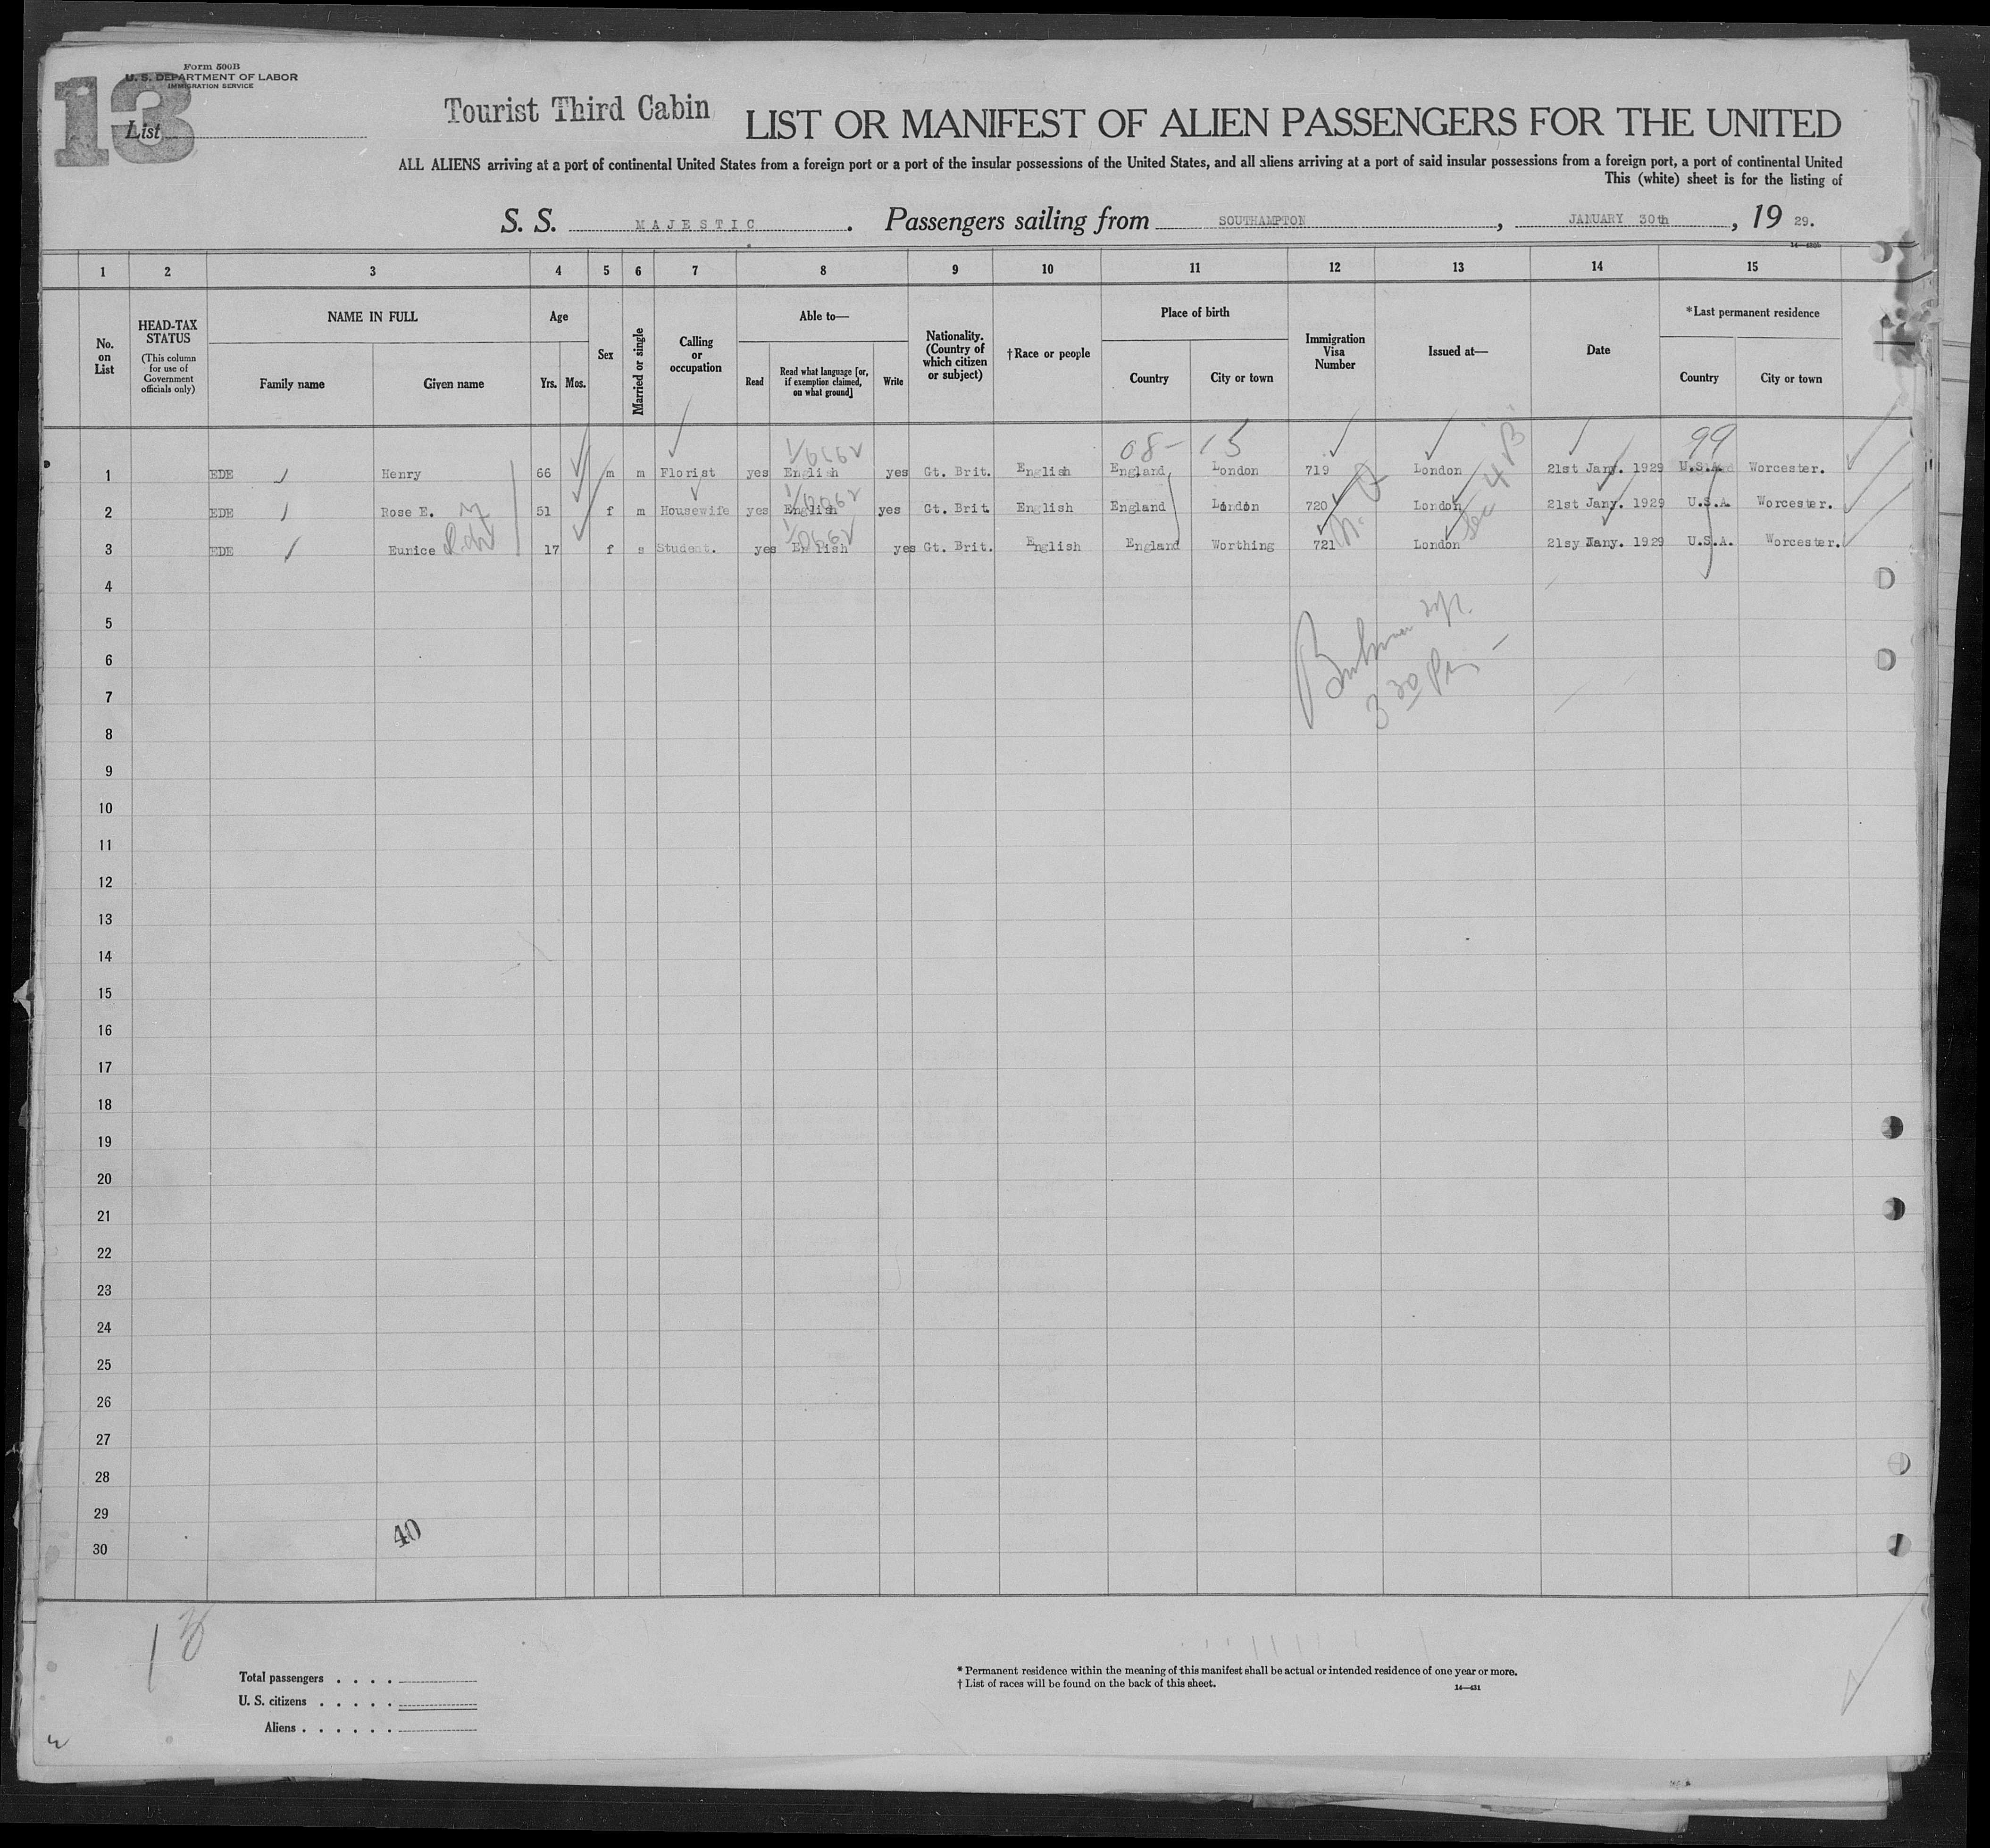 Form 500B
U. S. DEPARTMENT OF LABOR
IMMIGRATION SERVICE
13
List
Tourist Third Cabin
LIST OR MANIFEST OF ALIEN PASSENGERS FOR THE UNITED
ALL ALIENS arriving at a port of continental United States from a foreign port or a port of the insular possessions of the United States, and all aliens arriving at a port of said insular possessions from a foreign port, a port of continental United
This (white) sheet is for the listing of
S. S. MAJESTIC. Passengers sailing from SOUTHAMPTON, JANUARY 30th, 19 29.
1 2 3 4 5 6 7 8 9 10 11 12 13 14 15
No. on List
HEAD-TAX STATUS
(This column for use of Government officials only)
NAME IN FULL
Family name Given name
Age
Yrs. Mos.
Sex
Married or single
Calling or occupation
Able to—
Read
Read what language [or, if exemption claimed, on what ground]
Write
Nationality. (Country of which citizen or subject)
†Race or people
Place of birth
Country City or town
Immigration Visa Number
Issued at—
Date
*Last permanent residence
Country City or town
08- 15 99
1 EDE Henry 66 m m Florist yes English yes Gt. Brit. English England London 719 London 21st Jany. 1929 U.S.A. Worcester.
2 EDE Rose E. 51 f m Housewife yes English yes Gt. Brit. English England London 720 London 21st Jany. 1929 U.S.A. Worcester.
3 EDE Eunice 17 f s Student. yes English yes Gt. Brit. English England Worthing 721 London 21sy Jany. 1929 U.S.A. Worcester.
4
5
6
3 30 Pm
7
8
9
10
11
12
13
14
15
16
17
18
19
20
21
22
23
24
25
26
27
28
29
40
30
Total passengers . . . .
U. S. citizens . . . . .
Aliens . . . . . .
* Permanent residence within the meaning of this manifest shall be actual or intended residence of one year or more.
† List of races will be found on the back of this sheet.
14—431